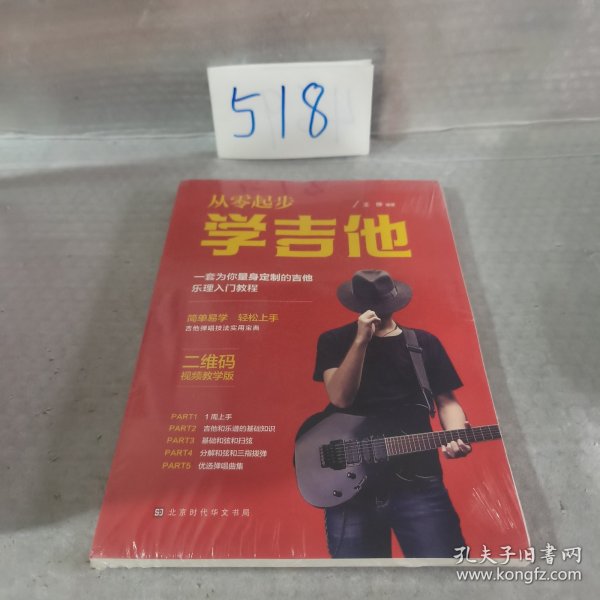 518
从零起步
学吉他
一套为你量身定制的吉他
乐理入门教程
简单易学 轻松上手
吉他弹唱技法实用宝典
二维码
视频教学版
PART1 1周上手
PART2 吉他和乐谱的基础知识
PART3 基础和弦和扫弦
PART4 分解和弦和三指拨弹
PART5 优选弹唱曲集
北京时代华文书局
孔夫子旧书网
www.kongfz.com